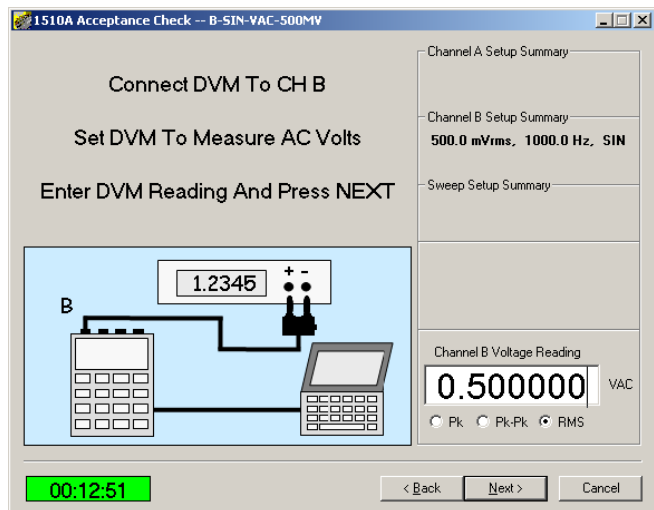 1510A Acceptance Check -- B-SIN-VAC-500MV
Connect DVM To CH B
Set DVM To Measure AC Volts
Enter DVM Reading And Press NEXT
Channel A Setup Summary
Channel B Setup Summary
500.0 mVrms, 1000.0 Hz, SIN
Sweep Setup Summary
1.2345
+ -
B
Channel B Voltage Reading
0.500000 VAC
Pk Pk-Pk RMS
00:12:51
< Back Next > Cancel